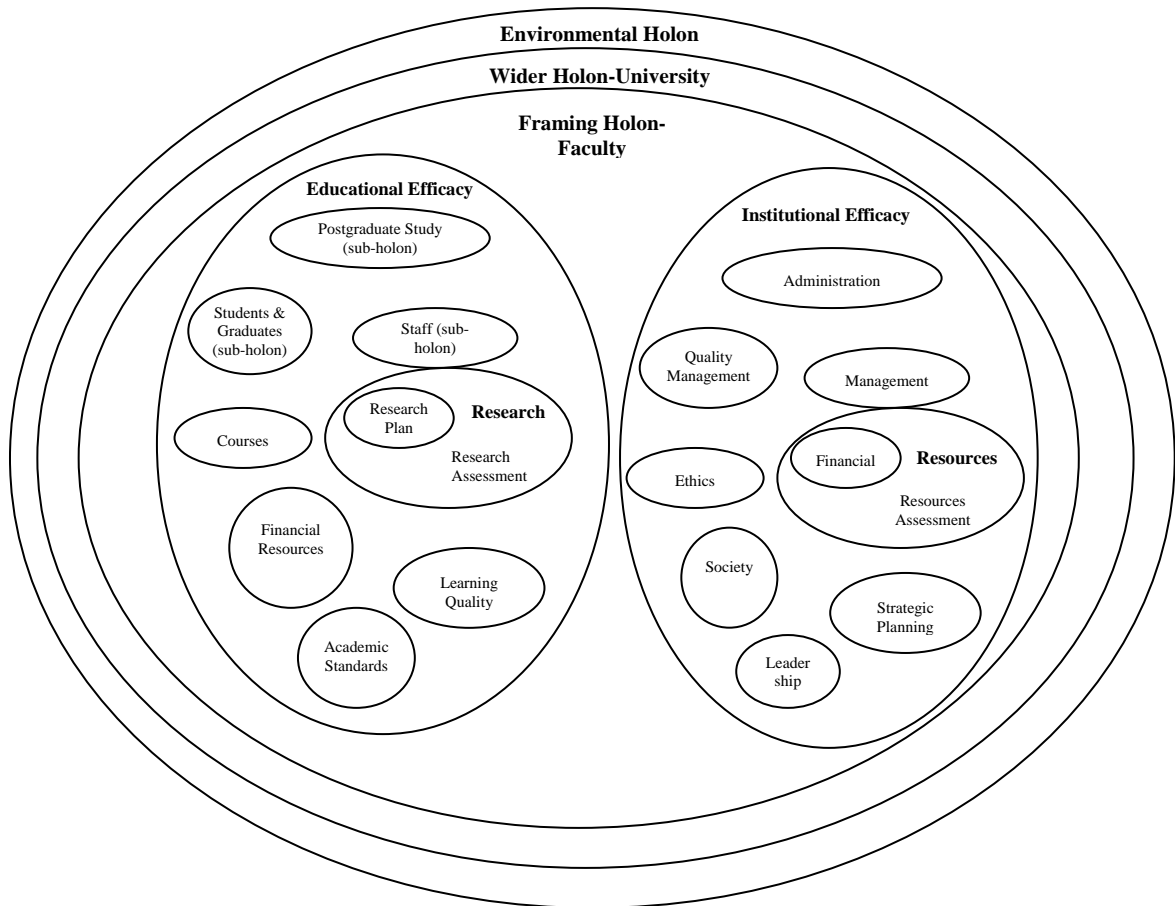 Environmental Holon
Wider Holon-University
Framing Holon-
Faculty
Educational Efficacy
Postgraduate Study
(sub-holon)
Students &
Graduates
(sub-holon)
Staff (sub-
holon)
Research
Plan
Research
Research
Assessment
Courses
Financial
Resources
Learning
Quality
Academic
Standards
Institutional Efficacy
Administration
Quality
Management
Management
Financial
Resources
Resources
Assessment
Ethics
Society
Strategic
Planning
Leader
ship